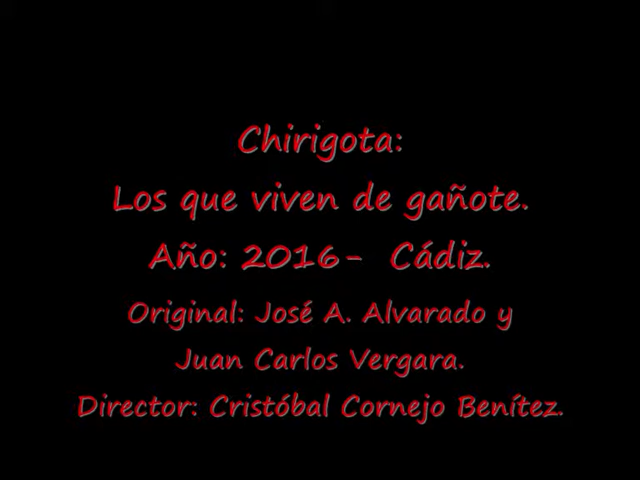 Chirigota:
Los que viven de gañote.
Año: 2016- Cádiz.
Original: José A. Alvarado y
Juan Carlos Vergara.
Director: Cristóbal Cornejo Benítez.